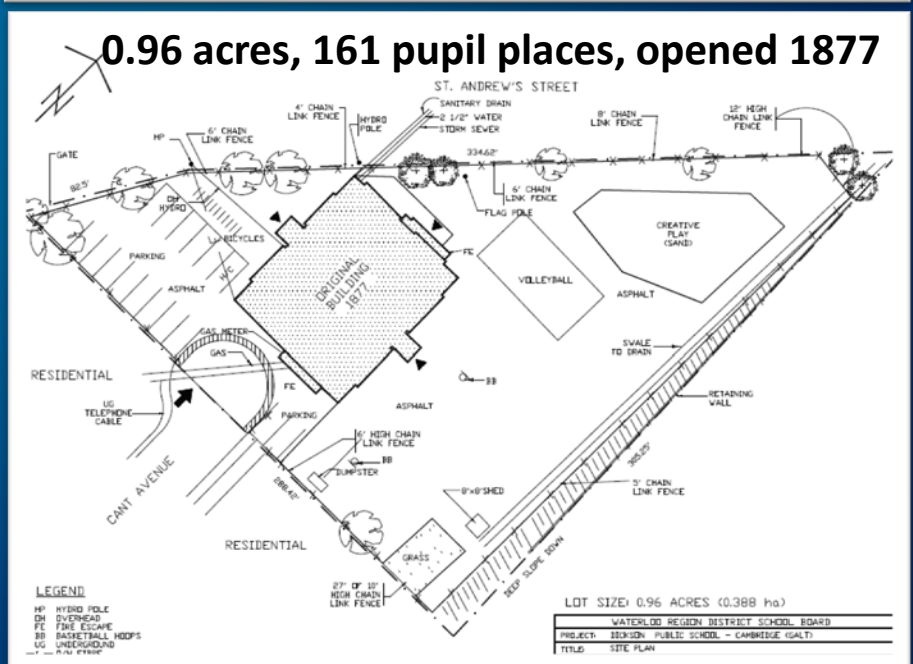 0.96 acres, 161 pupil places, opened 1877
ST. ANDREW'S STREET
SANITARY DRAIN
2 1/2" WATER
STORM SEWER
4' CHAIN
LINK FENCE
HYDRO
POLE
8' CHAIN
LINK FENCE
12' HIGH
CHAIN LINK
FENCE
HP
6' CHAIN
LINK FENCE
GATE
82.5'
334.62'
6' CHAIN
LINK FENCE
FLAG POLE
OH
HYDRO
BICYCLES
H/C
PARKING
ASPHALT
ORIGINAL
BUILDING
1877
FE
VOLLEYBALL
CREATIVE
PLAY
(SAND)
ASPHALT
GAS METER
GAS
RESIDENTIAL
UG
TELEPHONE
CABLE
FE
PARKING
BB
ASPHALT
SWALE
TO DRAIN
RETAINING
WALL
6' HIGH CHAIN
LINK FENCE
BB
DUMPSTER
CANT AVENUE
286.42'
8'x8'SHED
5' CHAIN
LINK FENCE
RESIDENTIAL
GRASS
27' OF 10'
HIGH CHAIN
LINK FENCE
DEEP SLOPE DOWN
LEGEND
HP HYDRO POLE
OH OVERHEAD
FE FIRE ESCAPE
BB BASKETBALL HOOPS
UG UNDERGROUND
LOT SIZE: 0.96 ACRES (0.388 ha)
WATERLOO REGION DISTRICT SCHOOL BOARD
PROJECT: DICKSON PUBLIC SCHOOL - CAMBRIDGE (GALT)
TITLE: SITE PLAN